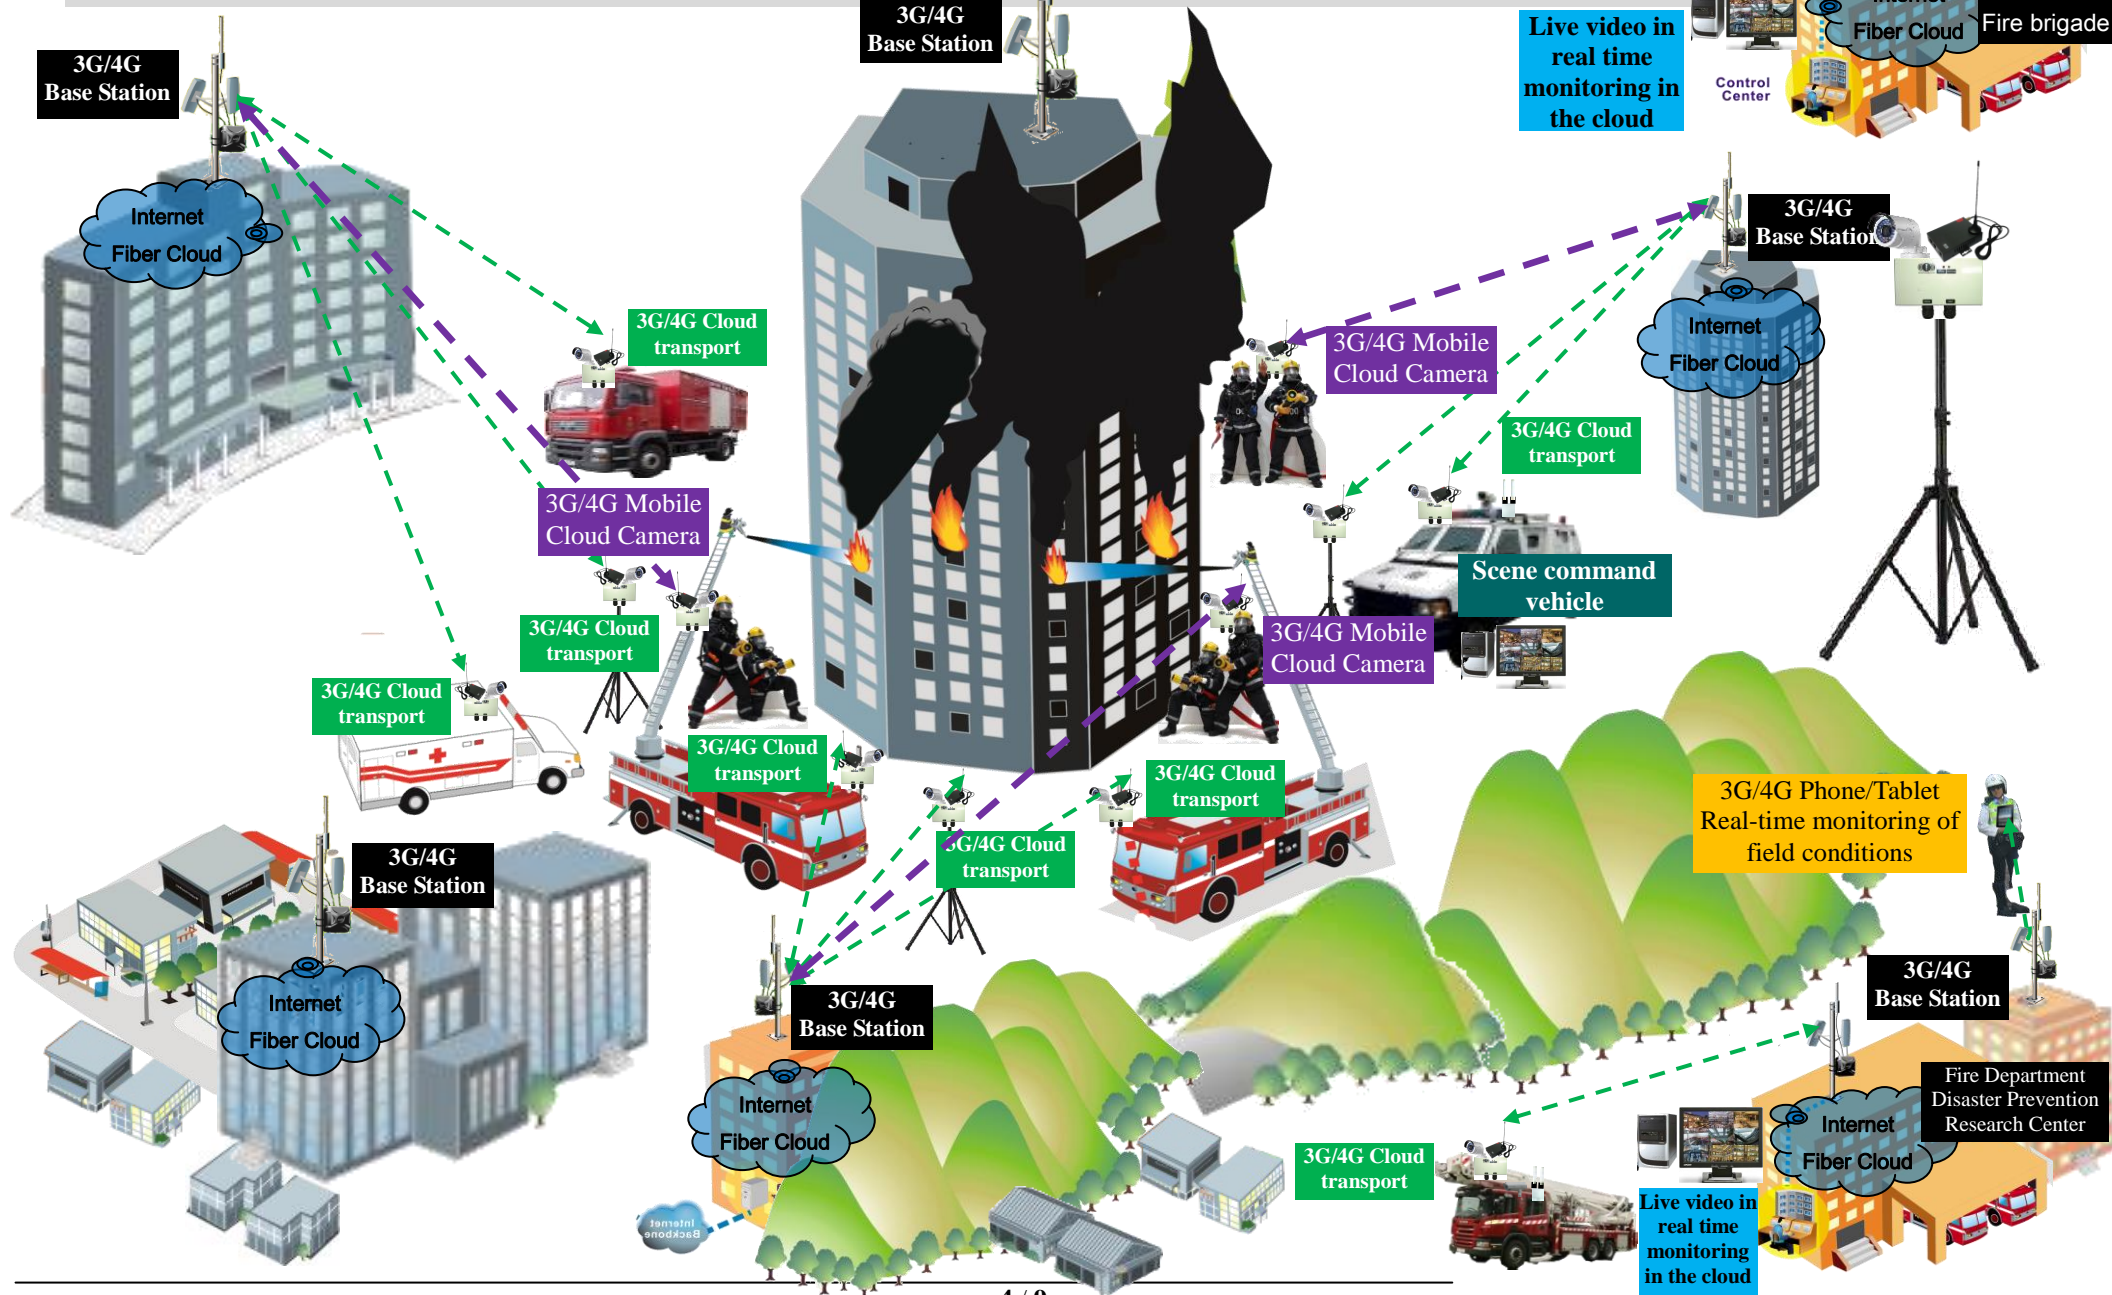 3G/4G
Base Station
3G/4G
Base Station
Live video in
real time
monitoring in
the cloud
Control
Center
Internet
Fiber Cloud
Fire brigade
Internet
Fiber Cloud
3G/4G
Base Station
Internet
Fiber Cloud
3G/4G Cloud
transport
3G/4G Mobile
Cloud Camera
3G/4G Cloud
transport
3G/4G Mobile
Cloud Camera
Scene command
vehicle
3G/4G Cloud
transport
3G/4G Mobile
Cloud Camera
3G/4G Cloud
transport
3G/4G Cloud
transport
3G/4G Cloud
transport
3G/4G Cloud
transport
3G/4G Phone/Tablet
Real-time monitoring of
field conditions
3G/4G
Base Station
Internet
Fiber Cloud
3G/4G
Base Station
Internet
Fiber Cloud
Internet
Backbone
3G/4G
Base Station
Fire Department
Disaster Prevention
Research Center
Internet
Fiber Cloud
3G/4G Cloud
transport
Live video in
real time
monitoring
in the cloud